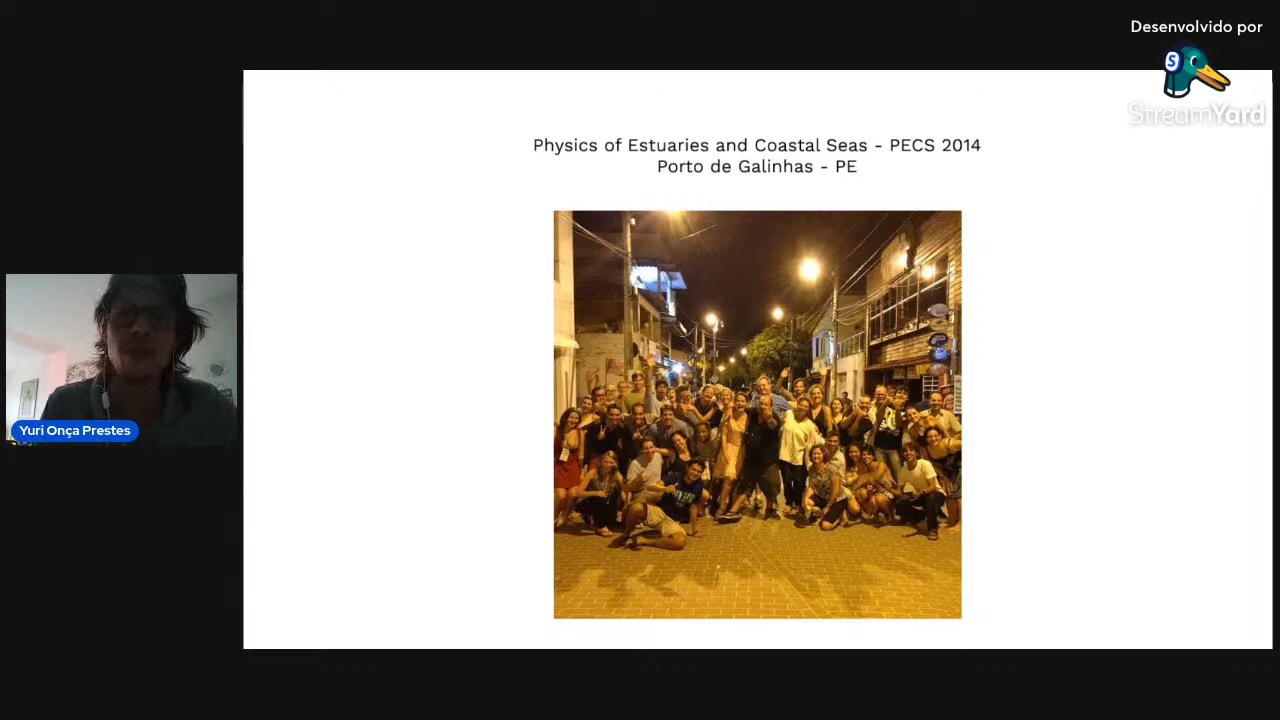 Desenvolvido por
StreamYard
Physics of Estuaries and Coastal Seas - PECS 2014
Porto de Galinhas - PE
Yuri Onça Prestes